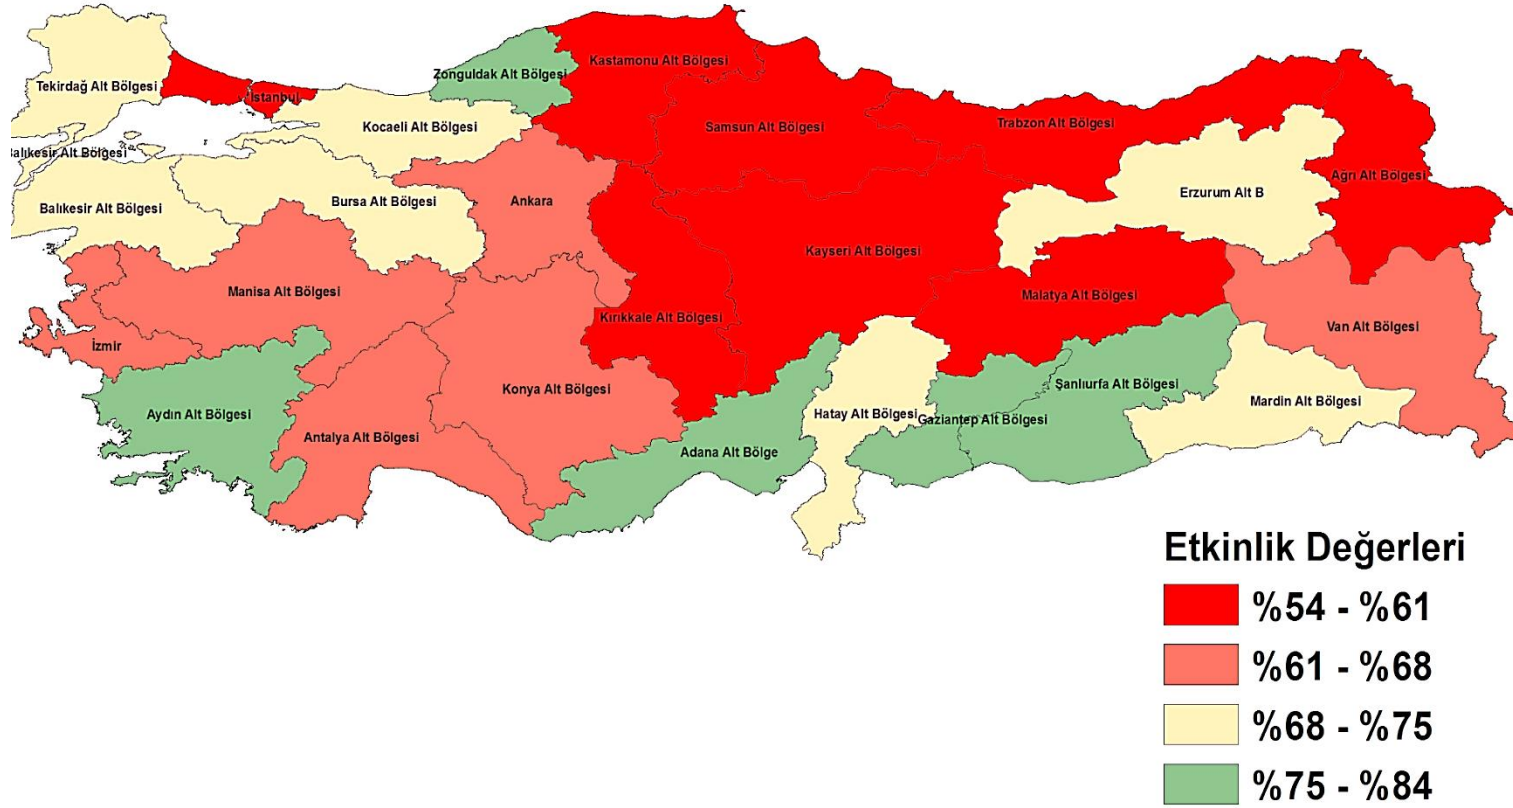 Kastamonu Alt Bölgesi
Zonguldak Alt Bölgesi
Tekirdağ Alt Bölgesi
İstanbul
Kocaeli Alt Bölgesi
Samsun Alt Bölgesi
Trabzon Alt Bölgesi
Balıkesir Alt Bölgesi
Ağrı Alt Bölgesi
Erzurum Alt B
Ankara
Bursa Alt Bölgesi
Balıkesir Alt Bölgesi
Kayseri Alt Bölgesi
Manisa Alt Bölgesi
Malatya Alt Bölgesi
Kırıkkale Alt Bölgesi
Van Alt Bölgesi
İzmir
Konya Alt Bölgesi
Şanlıurfa Alt Bölgesi
Mardin Alt Bölgesi
Aydın Alt Bölgesi
Hatay Alt Bölgesi
Gaziantep Alt Bölgesi
Antalya Alt Bölgesi
Adana Alt Bölge
Etkinlik Değerleri
%54 - %61
%61 - %68
%68 - %75
%75 - %84